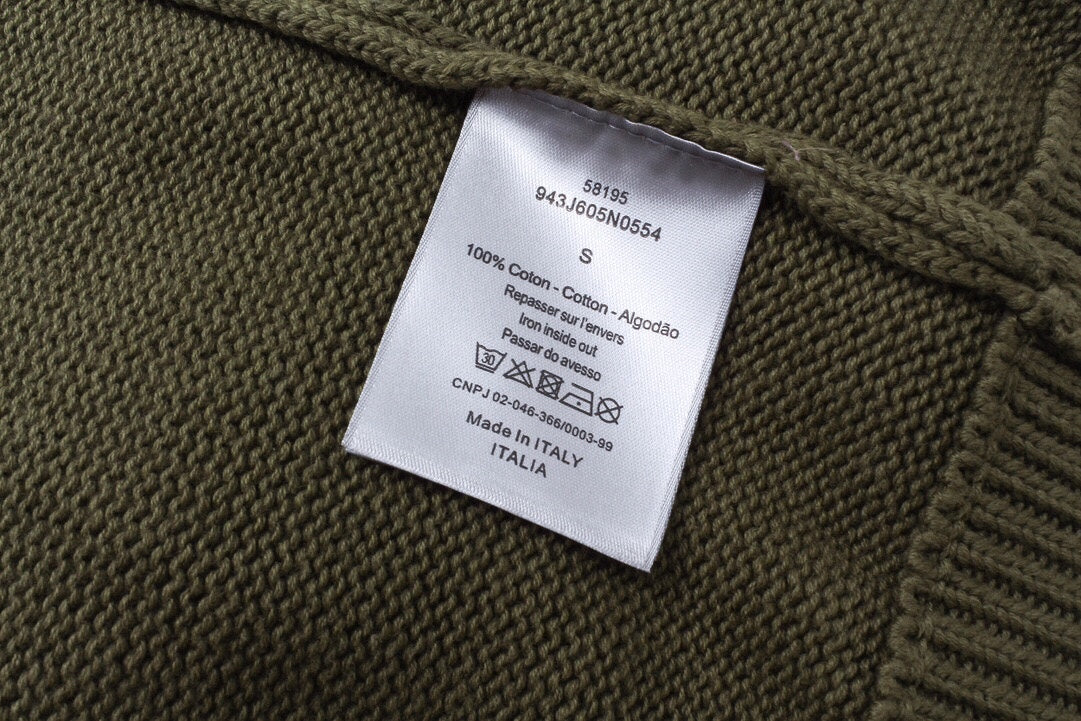 58195
943J605N0554
S
100% Coton - Cotton - Algodão
Repasser sur l'envers
Iron inside out
Passar do avesso
30
CNPJ 02-046-366/0003-99
Made In ITALY
ITALIA